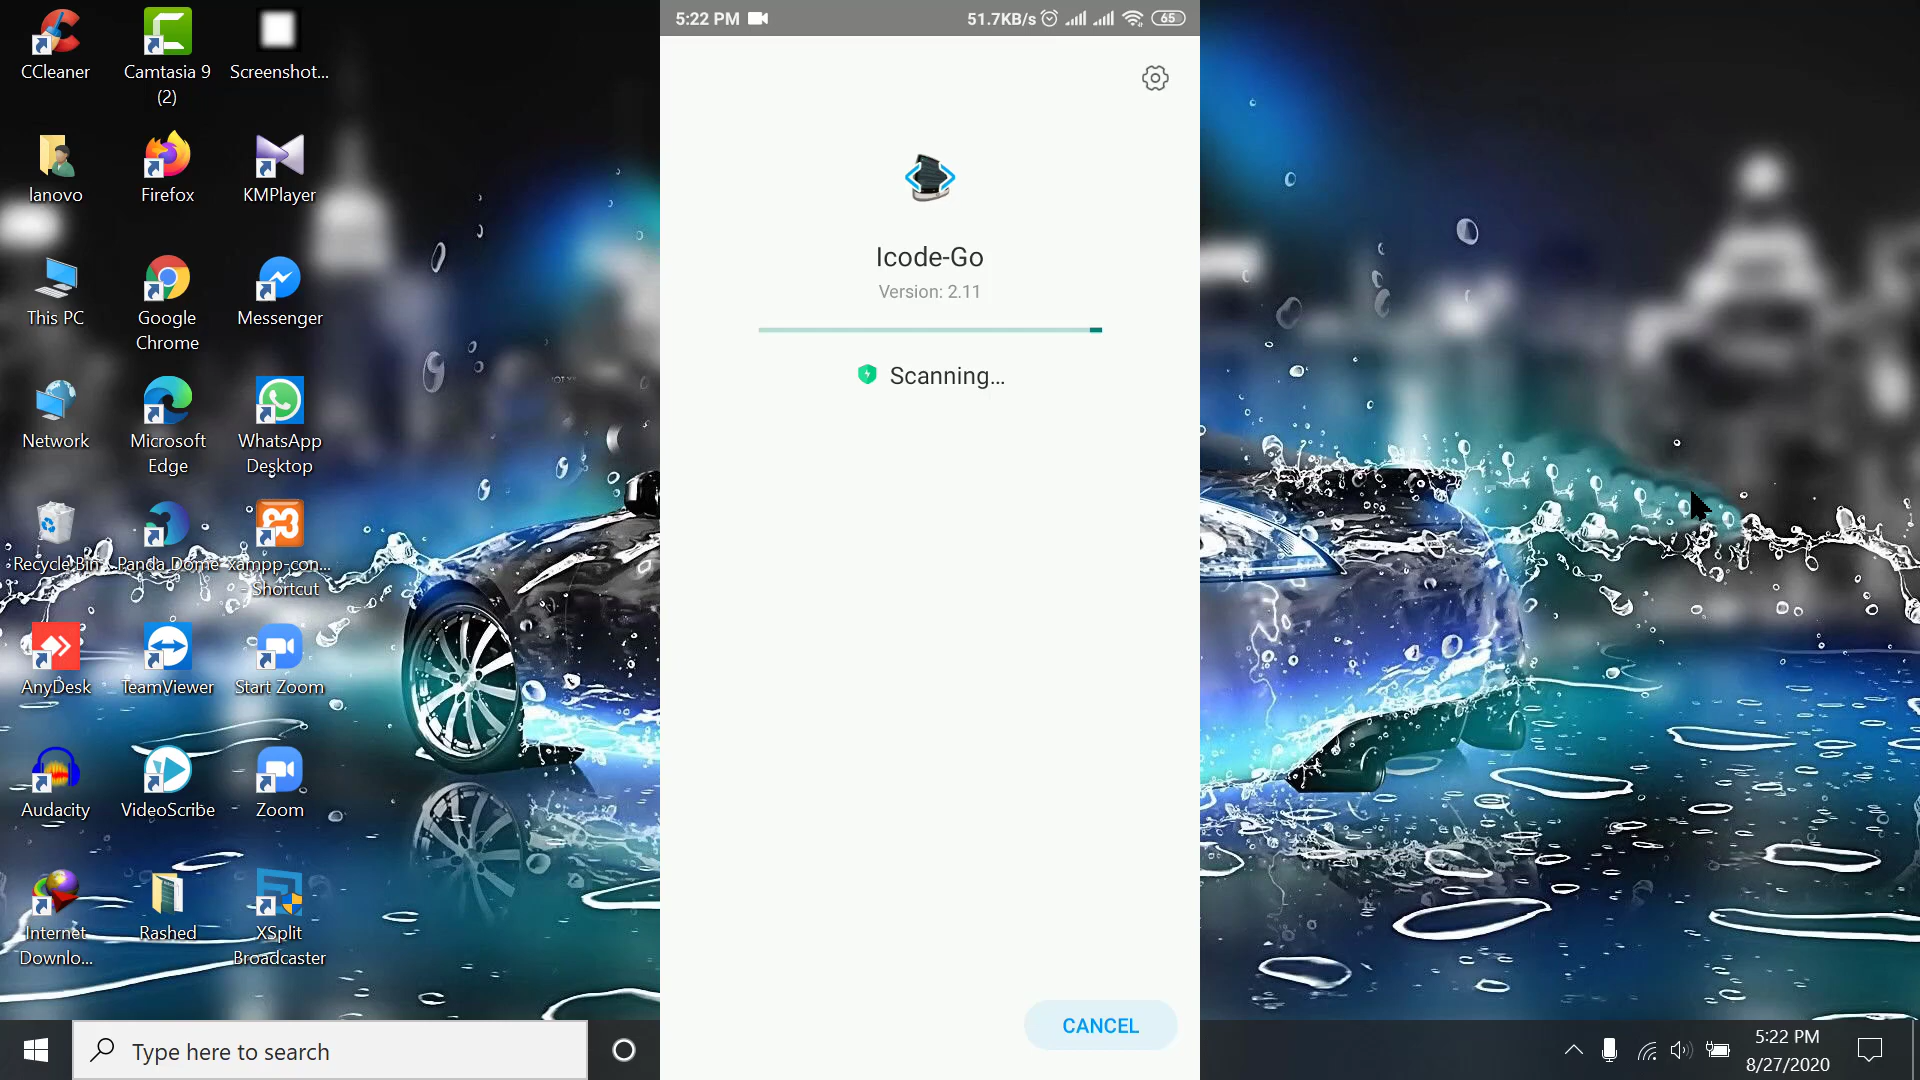 CCleaner
Camtasia 9
(2)
Screenshot...
lanovo
Firefox
KMPlayer
This PC
Google
Chrome
Messenger
Network
Microsoft
Edge
WhatsApp
Desktop
Recycle Bin
Panda Dome
xampp-con...
- Shortcut
AnyDesk
TeamViewer
Start Zoom
Audacity
VideoScribe
Zoom
Internet
Downlo...
Rashed
XSplit
Broadcaster
5:22 PM
51.7KB/s
65
Icode-Go
Version: 2.11
Scanning...
CANCEL
Type here to search
5:22 PM
8/27/2020